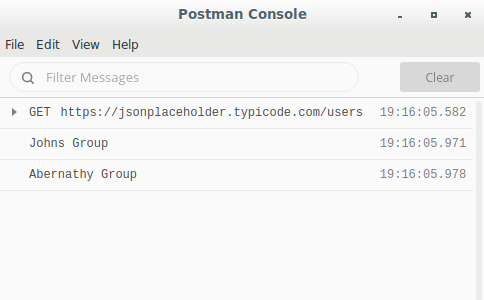 Postman Console
File Edit View Help
Filter Messages Clear
GET https://jsonplaceholder.typicode.com/users 19:16:05.582
Johns Group 19:16:05.971
Abernathy Group 19:16:05.978